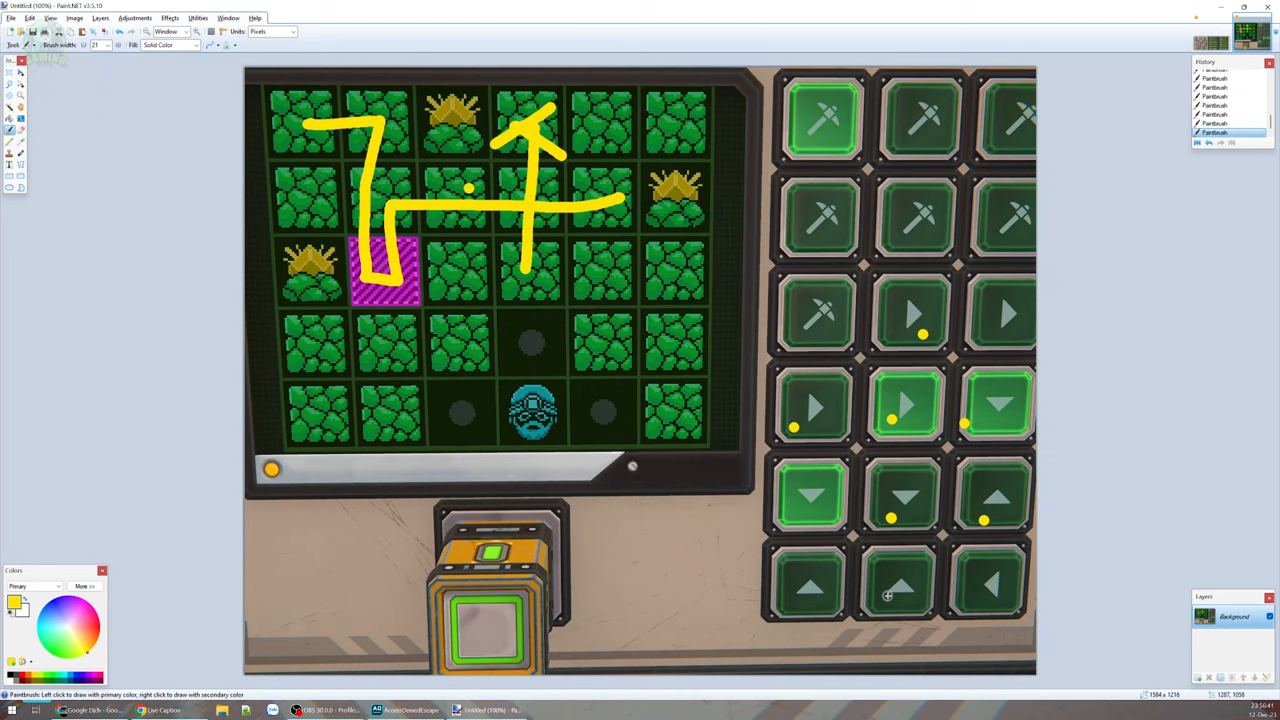 Untitled (100%) - Paint.NET v3.5.10
File Edit View Image Layers Adjustments Effects Utilities Window Help
Window Units: Pixels
Tool: Brush width: 21 Fill: Solid Color
History
Paintbrush
Paintbrush
Paintbrush
Paintbrush
Paintbrush
Paintbrush
Paintbrush
Colors
Primary More >>
Layers
Background
Paintbrush: Left click to draw with primary color, right click to draw with secondary color
1584 x 1216
1287, 1058
Google Dịch - Goo...
Live Caption
OBS 30.0.0 - Profile...
AccessDeniedEscape
Untitled (100%) - Pa...
23:56:41
12-Dec-23